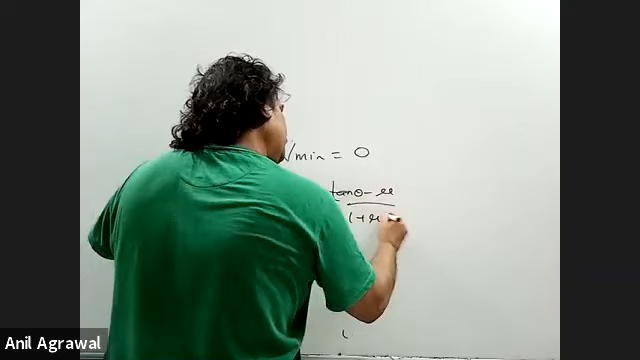 Vmin = 0
tanθ - μ
1 + μ
Anil Agrawal